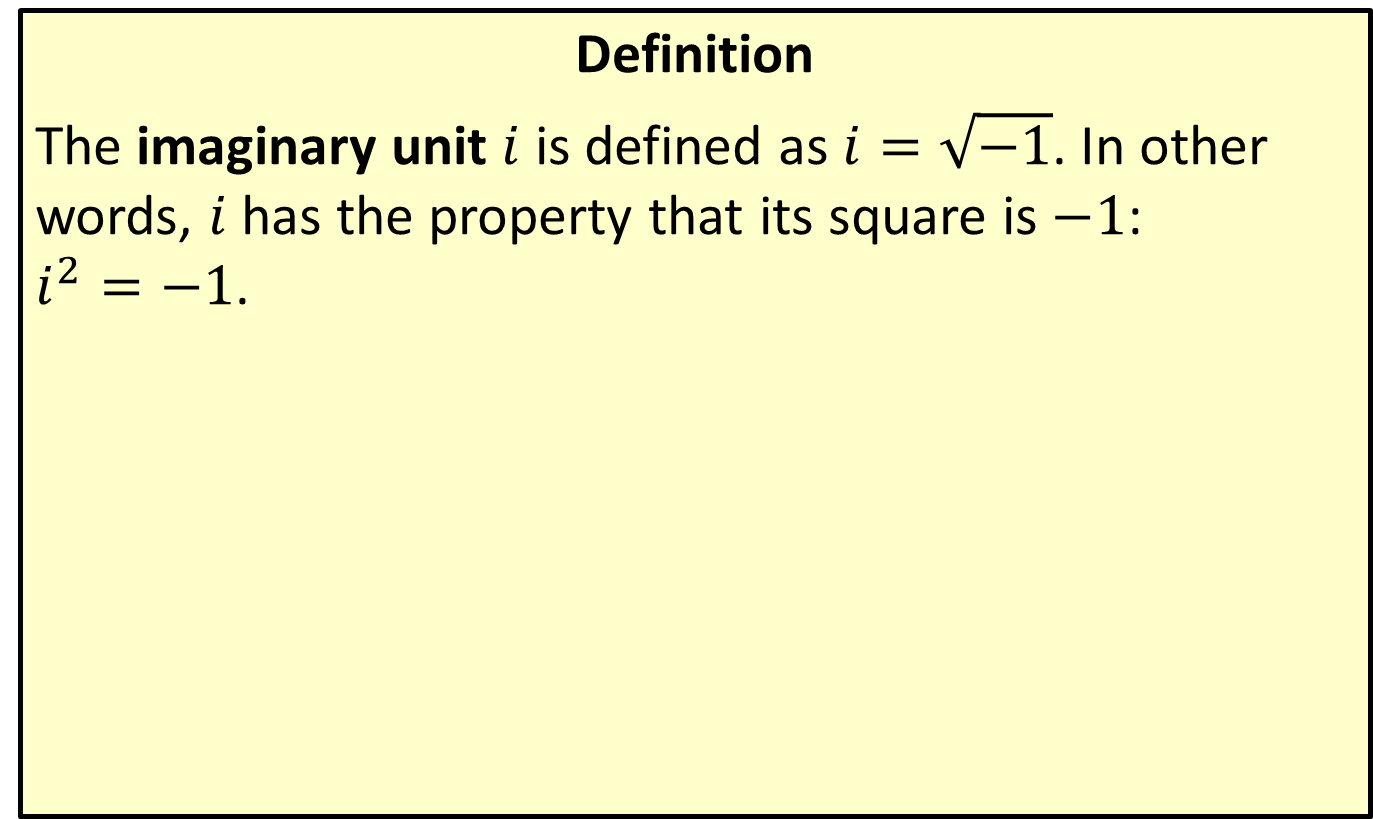 Definition
The imaginary unit i is defined as i = √−1. In other
words, i has the property that its square is −1:
i² = −1.